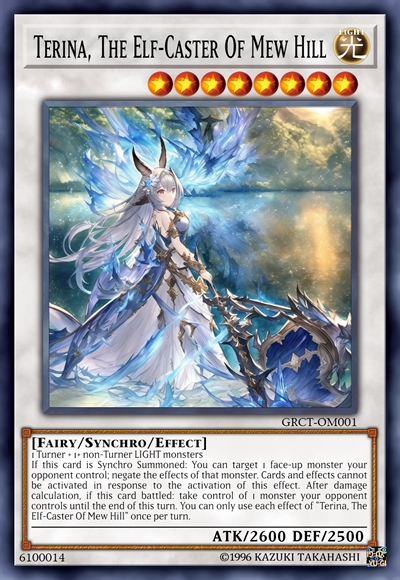 Terina, The Elf-Caster Of Mew Hill
LIGHT
光
GRCT-OM001
[Fairy/Synchro/Effect]
1 Turner + 1+ non-Turner LIGHT monsters
If this card is Synchro Summoned: You can target 1 face-up monster your
opponent control; negate the effects of that monster. Cards and effects cannot
be activated in response to the activation of this effect. After damage
calculation, if this card battled: take control of 1 monster your opponent
controls until the end of this turn. You can only use each effect of "Terina, The
Elf-Caster Of Mew Hill" once per turn.
ATK/2600 DEF/2500
6100014
©1996 KAZUKI TAKAHASHI